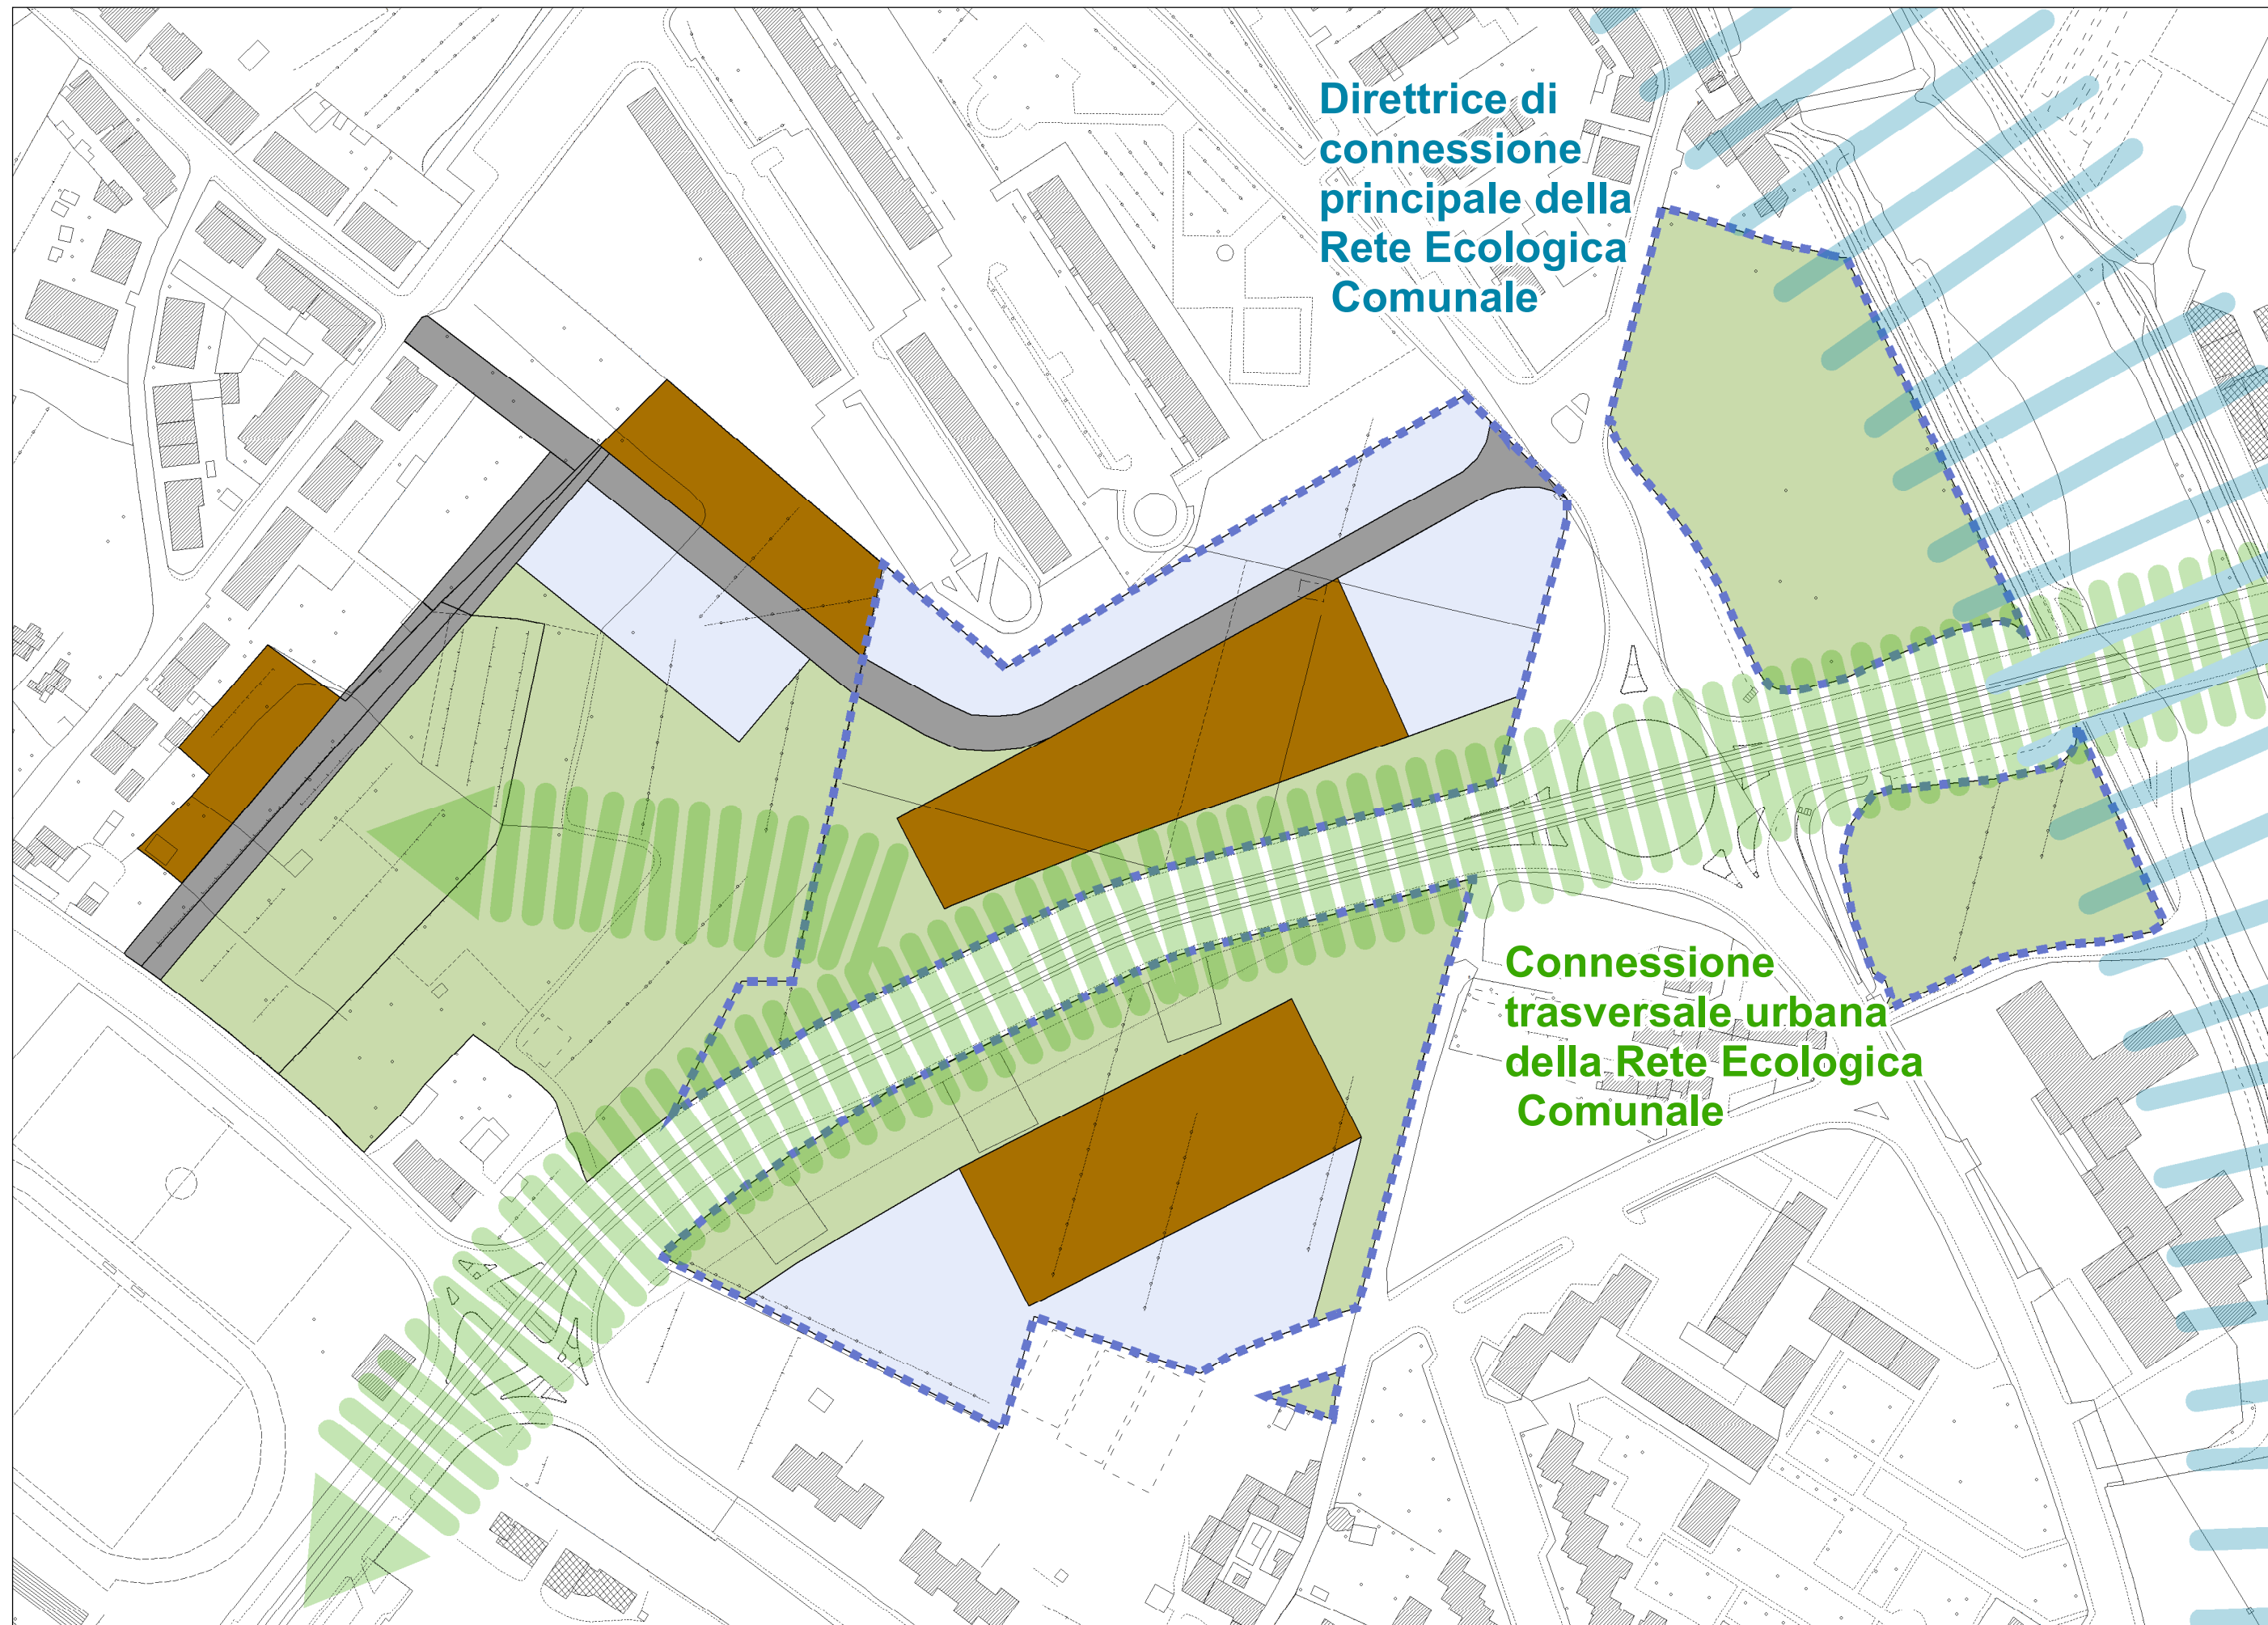 Direttrice di
connessione
principale della
Rete Ecologica
Comunale
Connessione
trasversale urbana
della Rete Ecologica
Comunale